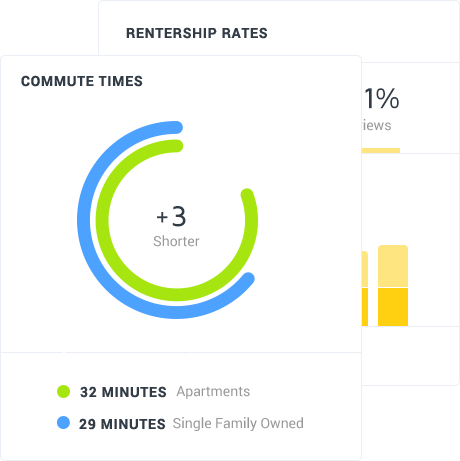 RENTERSHIP RATES
COMMUTE TIMES
1%
iews
+3
Shorter
32 MINUTES Apartments
29 MINUTES Single Family Owned